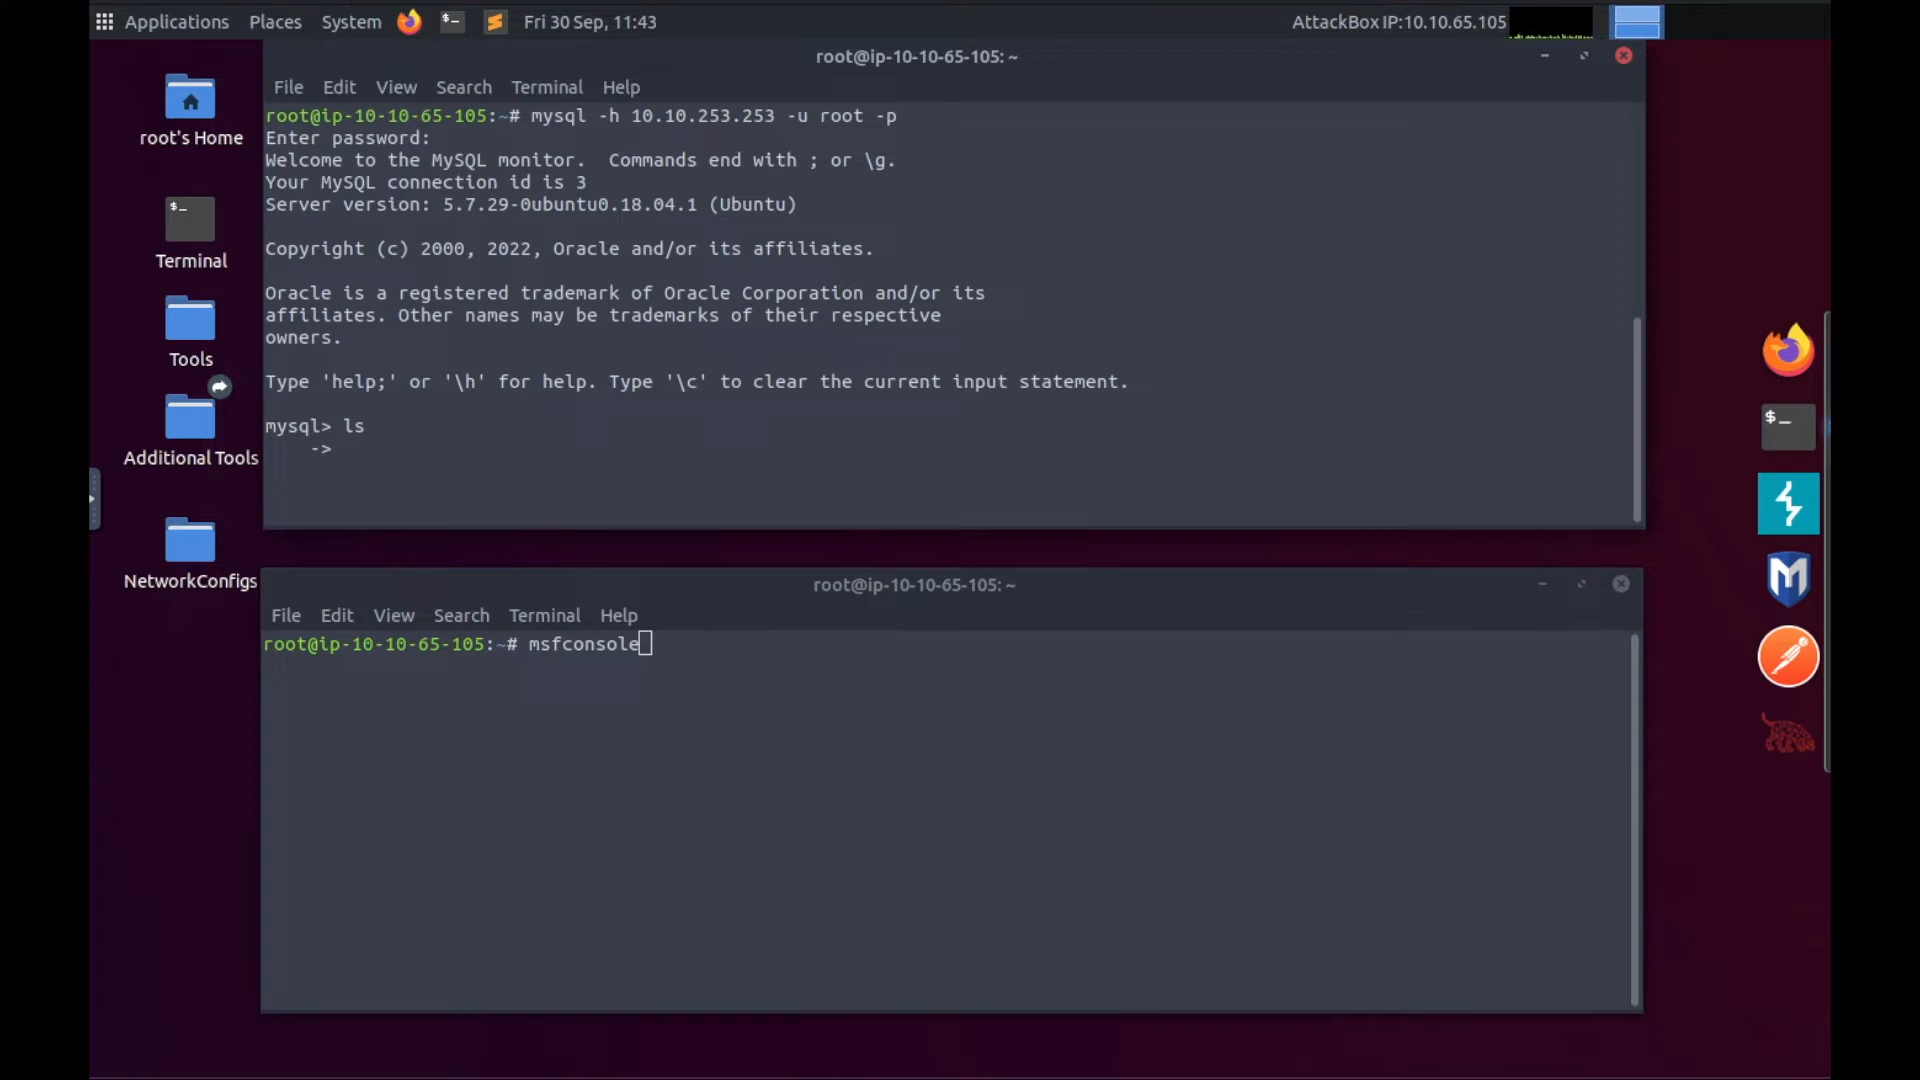 Applications Places System Fri 30 Sep, 11:43 AttackBox IP:10.10.65.105
root@ip-10-10-65-105: ~
File Edit View Search Terminal Help
root@ip-10-10-65-105:~# mysql -h 10.10.253.253 -u root -p
Enter password:
Welcome to the MySQL monitor.  Commands end with ; or \g.
Your MySQL connection id is 3
Server version: 5.7.29-0ubuntu0.18.04.1 (Ubuntu)
Copyright (c) 2000, 2022, Oracle and/or its affiliates.
Oracle is a registered trademark of Oracle Corporation and/or its
affiliates. Other names may be trademarks of their respective
owners.
Type 'help;' or '\h' for help. Type '\c' to clear the current input statement.
mysql> ls
->
root's Home
Terminal
Tools
Additional Tools
NetworkConfigs
root@ip-10-10-65-105: ~
File Edit View Search Terminal Help
root@ip-10-10-65-105:~# msfconsole